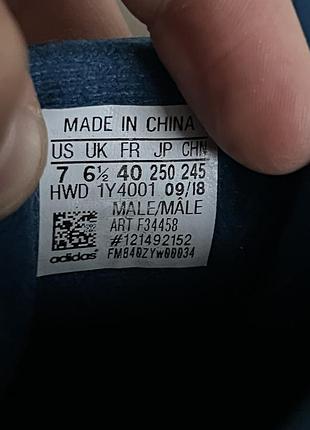 MADE IN CHINA
US UK FR JP CHN
7 6½ 40 250 245
HWD 1Y4001 09/18
MALE/MÂLE
ART F34458
#121492152
adidas FM840ZYw00034